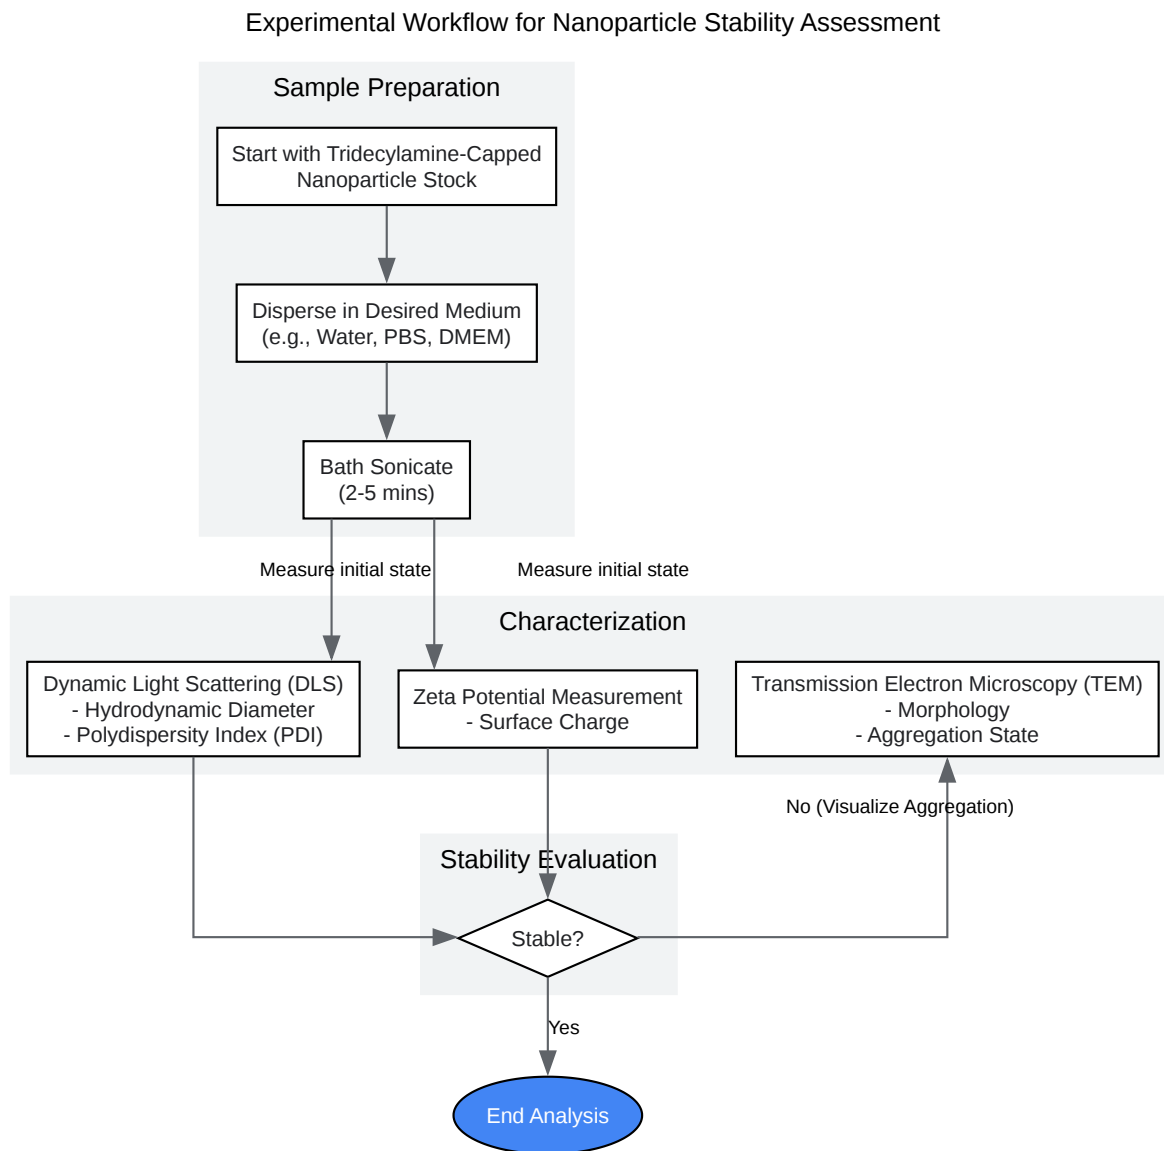 Experimental Workflow for Nanoparticle Stability Assessment
Sample Preparation
Start with Tridecylamine-Capped
Nanoparticle Stock
Disperse in Desired Medium
(e.g., Water, PBS, DMEM)
Bath Sonicate
(2-5 mins)
Measure initial state
Measure initial state
Characterization
Dynamic Light Scattering (DLS)
- Hydrodynamic Diameter
- Polydispersity Index (PDI)
Zeta Potential Measurement
- Surface Charge
Transmission Electron Microscopy (TEM)
- Morphology
- Aggregation State
No (Visualize Aggregation)
Stability Evaluation
Stable?
Yes
End Analysis